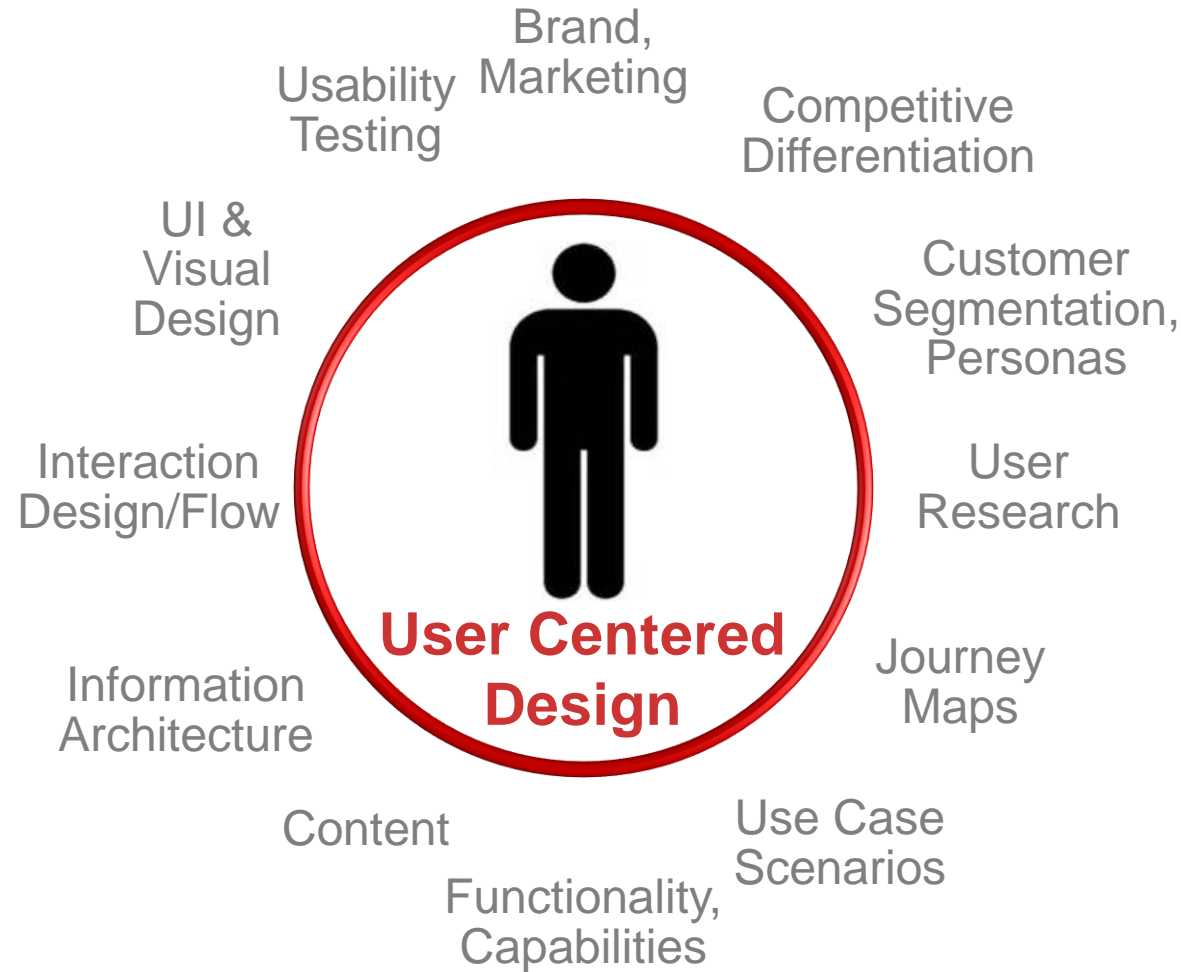 Brand,
Marketing
Competitive
Differentiation
Customer
Segmentation,
Personas
User
Research
Journey
Maps
Use Case
Scenarios
Functionality,
Capabilities
Content
Information
Architecture
Interaction
Design/Flow
UI &
Visual
Design
Usability
Testing
User Centered
Design